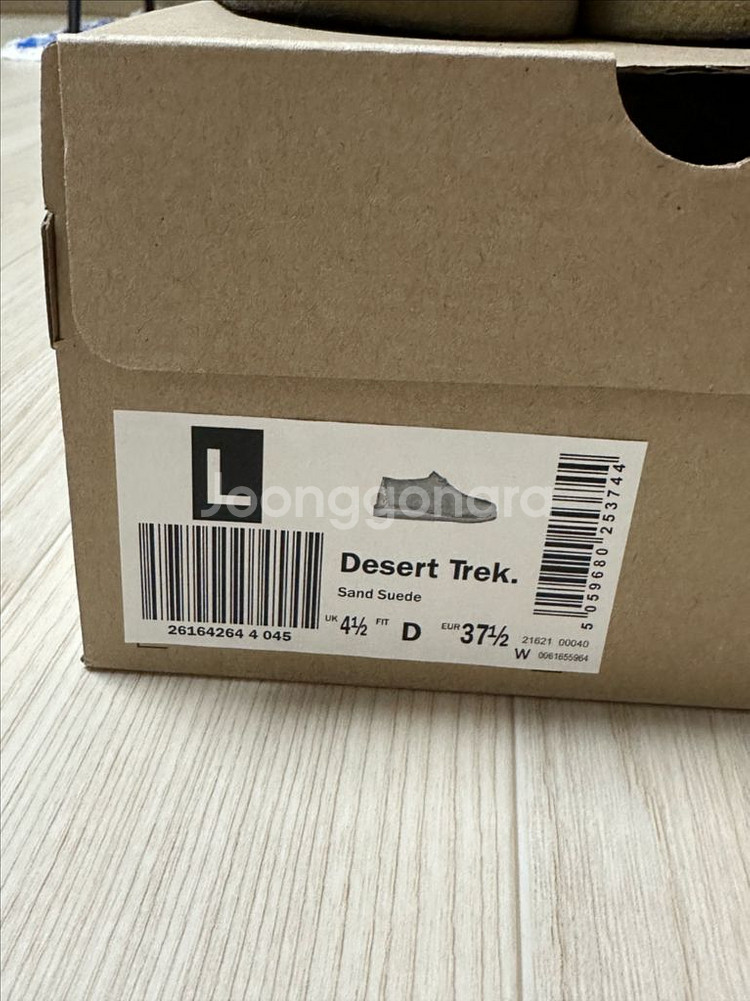 L
Joonggonara
26164264 4 045
Desert Trek.
Sand Suede
UK 4½ FIT D EUR 37½
21621 00040
W 0061655964
5 059680 253744